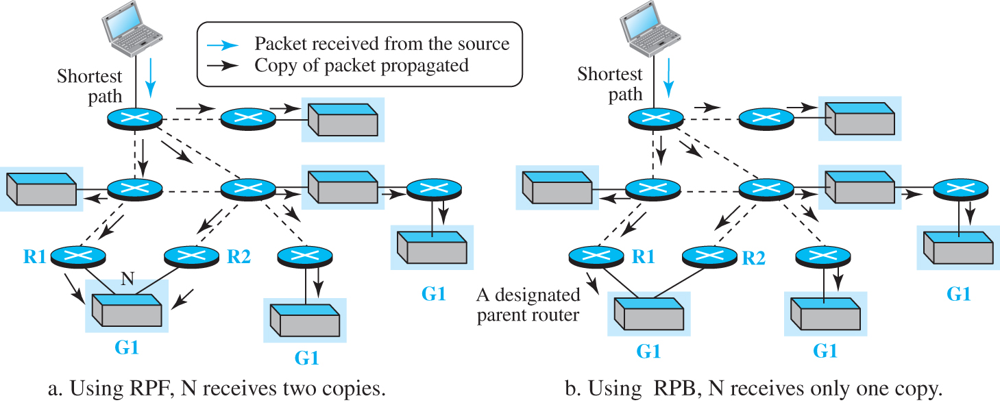 Packet received from the source
Copy of packet propagated
Shortest
path
R1
R2
N
G1
G1
G1
a. Using RPF, N receives two copies.
Shortest
path
R1
R2
A designated
parent router
G1
G1
G1
b. Using RPB, N receives only one copy.